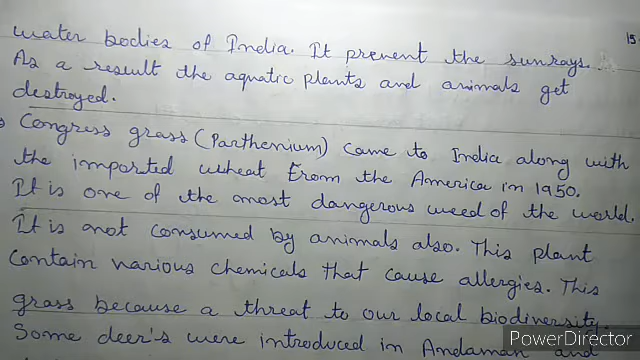 15
water bodies of India. It prevent the sunrays.
As a result the aquatic plants and animals get
destroyed.
Congress grass (Parthenium) came to India along with
the imported wheat from the America in 1950.
It is one of the most dangerous weed of the world.
It is not consumed by animals also. This plant
contain various chemicals that cause allergies. This
grass because a threat to our local biodiversity.
Some deer's were introduced in Andaman and
PowerDirector